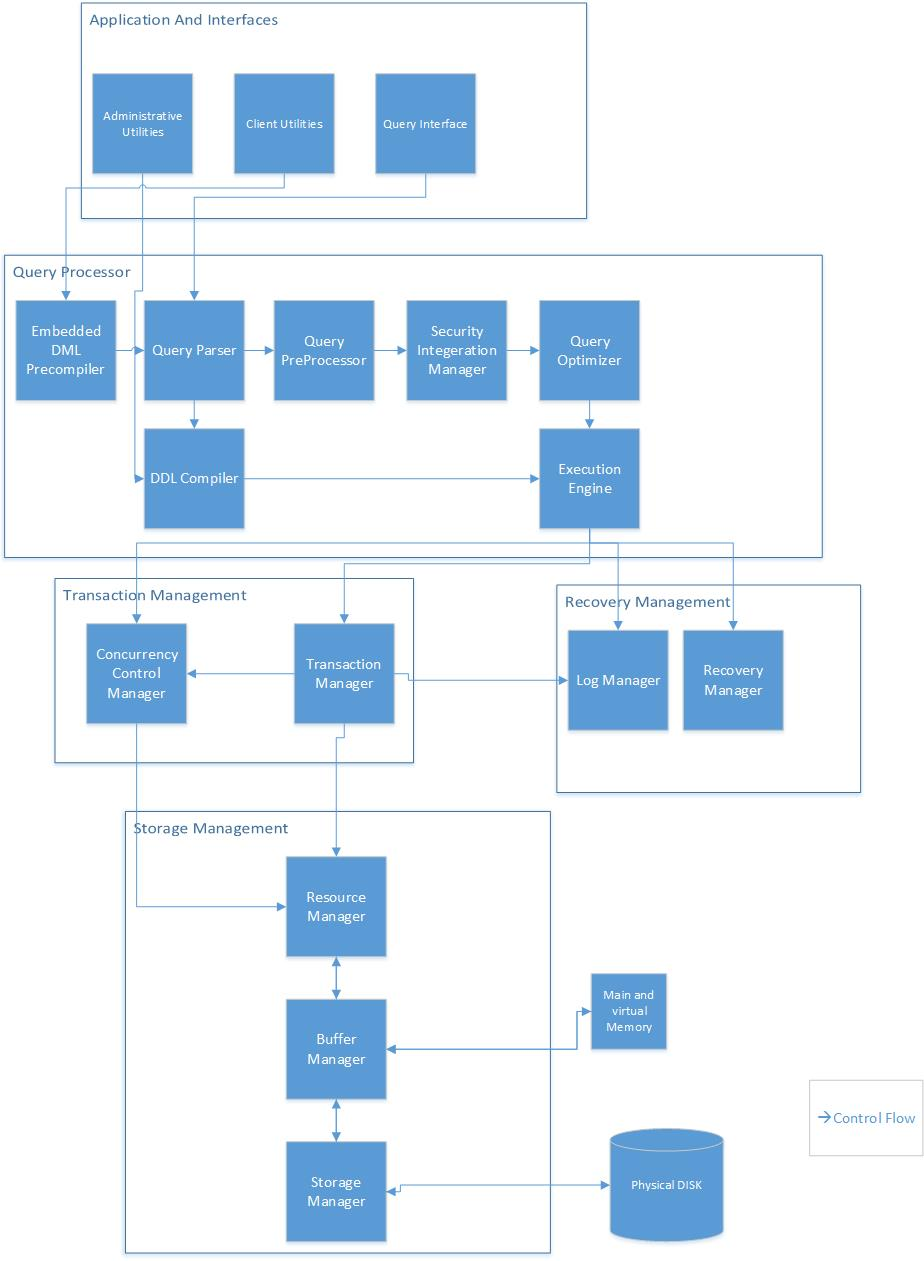 Application And Interfaces
Administrative
Utilities
Client Utilities
Query Interface
Query Processor
Embedded
DML
Precompiler
Query Parser
Query
PreProcessor
Security
Integeration
Manager
Query
Optimizer
DDL Compiler
Execution
Engine
Transaction Management
Concurrency
Control
Manager
Transaction
Manager
Recovery Management
Log Manager
Recovery
Manager
Storage Management
Resource
Manager
Buffer
Manager
Main and
virtual
Memory
Storage
Manager
Physical DISK
→Control Flow